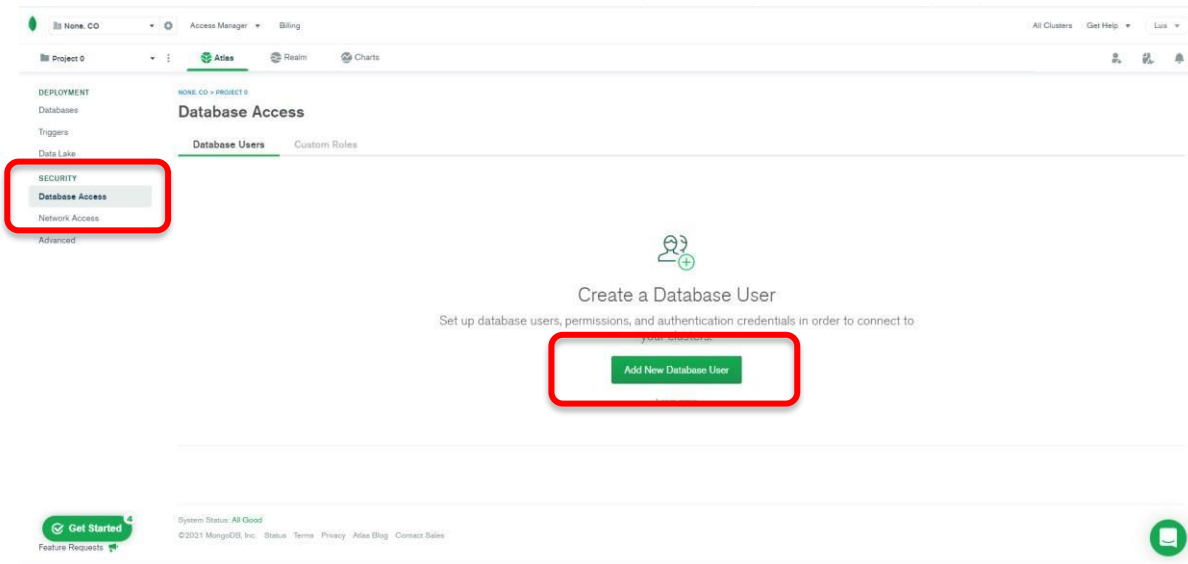 None. CO
Access Manager
Billing
All Clusters
Get Help
Luis
Project 0
Atlas
Realm
Charts
DEPLOYMENT
Databases
Triggers
Data Lake
SECURITY
Database Access
Network Access
Advanced
NONE. CO > PROJECT 0
Database Access
Database Users
Custom Roles
Create a Database User
Set up database users, permissions, and authentication credentials in order to connect to
your clusters.
Add New Database User
Get Started
4
Feature Requests
System Status: All Good
©2021 MongoDB, Inc. Status Terms Privacy Atlas Blog Contact Sales